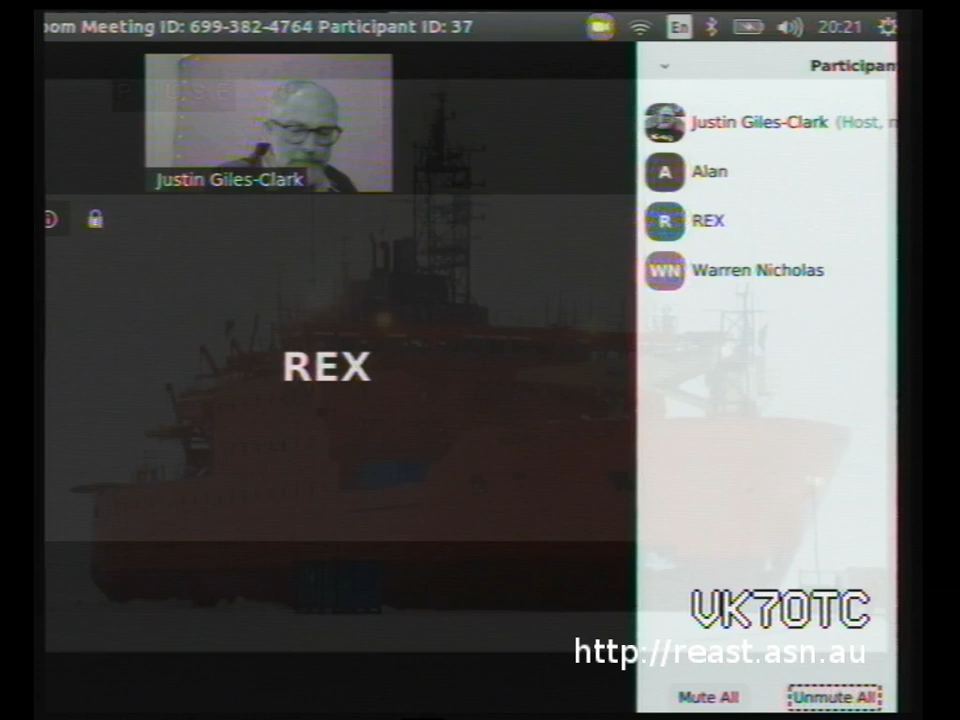 oom Meeting ID: 699-382-4764 Participant ID: 37
En
20:21
Participan
Justin Giles-Clark
Justin Giles-Clark (Host, m
A Alan
R REX
WN Warren Nicholas
REX
VK7OTC
http://reast.asn.au
Mute All
Unmute All